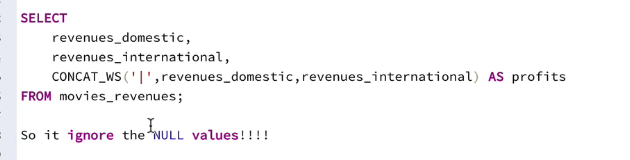 SELECT
revenues_domestic,
revenues_international,
CONCAT_WS('|',revenues_domestic,revenues_international) AS profits
FROM movies_revenues;
So it ignore the NULL values!!!!